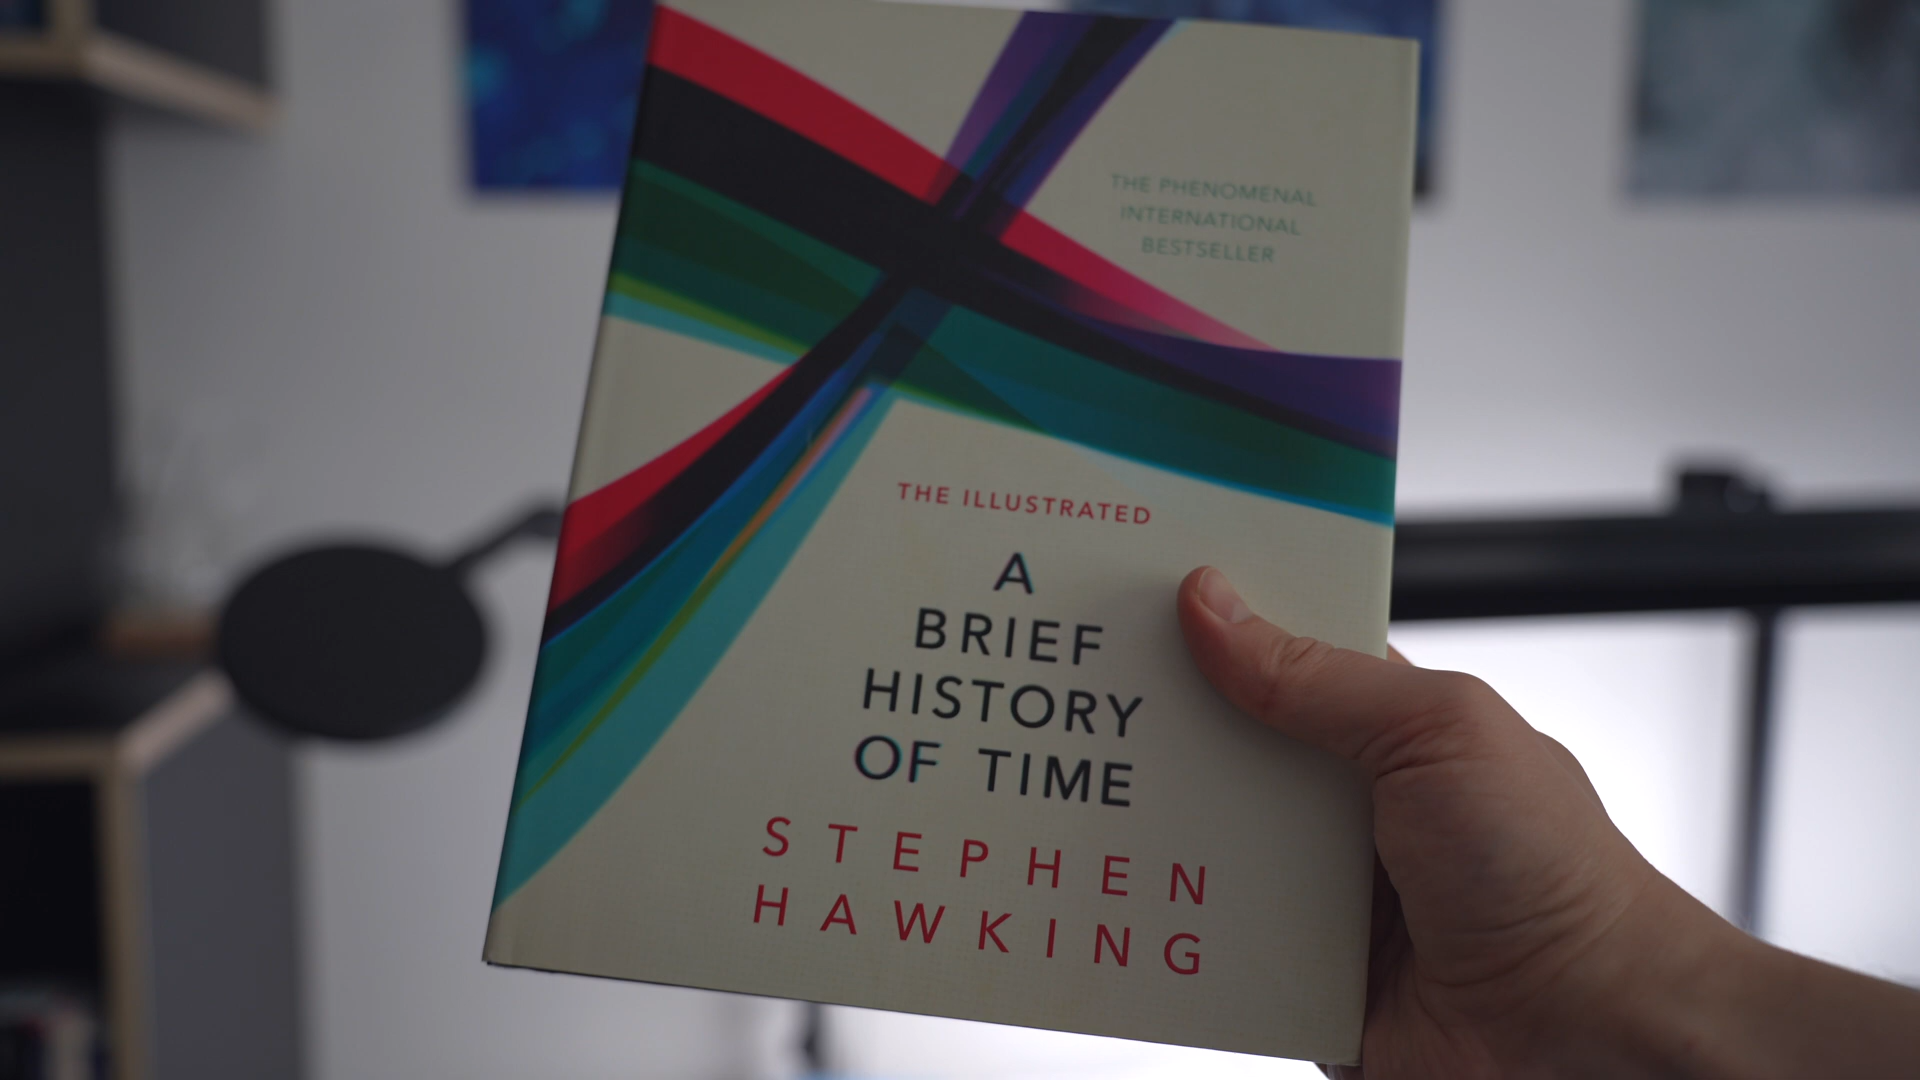 THE PHENOMENAL
INTERNATIONAL
BESTSELLER
THE ILLUSTRATED
A
BRIEF
HISTORY
OF TIME
STEPHEN
HAWKING